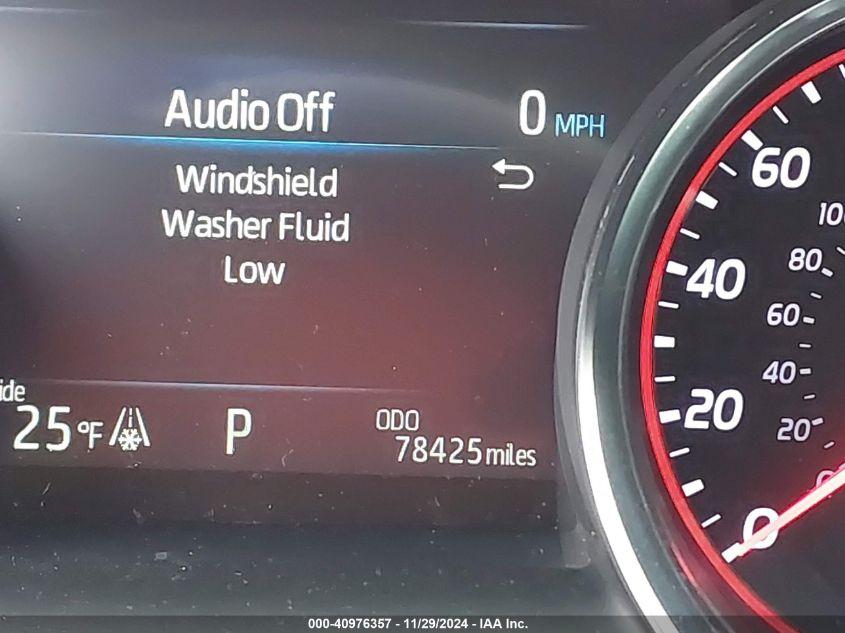 Audio Off
0 MPH
Windshield
Washer Fluid
Low
ide
25°F
P
ODO
78425 miles
60
40
20
0
80
60
40
20
000-40976357 - 11/29/2024 - IAA Inc.